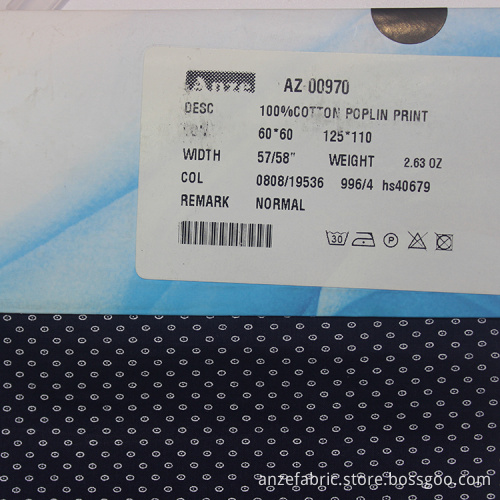 Anze AZ-00970
DESC 100%COTTON POPLIN PRINT
60*60 125*110
WIDTH 57/58" WEIGHT 2.63 OZ
COL 0808/19536 996/4 hs40679
REMARK NORMAL
30 P
anzefabric.store.bossgoo.com